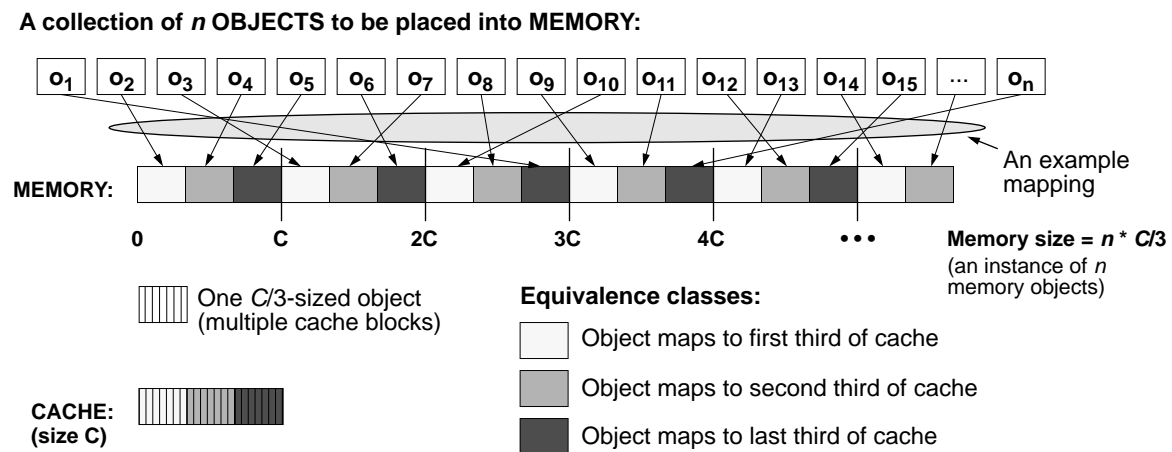 A collection of n OBJECTS to be placed into MEMORY:
o1 o2 o3 o4 o5 o6 o7 o8 o9 o10 o11 o12 o13 o14 o15 ... on
An example
mapping
MEMORY:
0 C 2C 3C 4C •••
Memory size = n * C/3
(an instance of n
memory objects)
One C/3-sized object
(multiple cache blocks)
Equivalence classes:
Object maps to first third of cache
Object maps to second third of cache
Object maps to last third of cache
CACHE:
(size C)